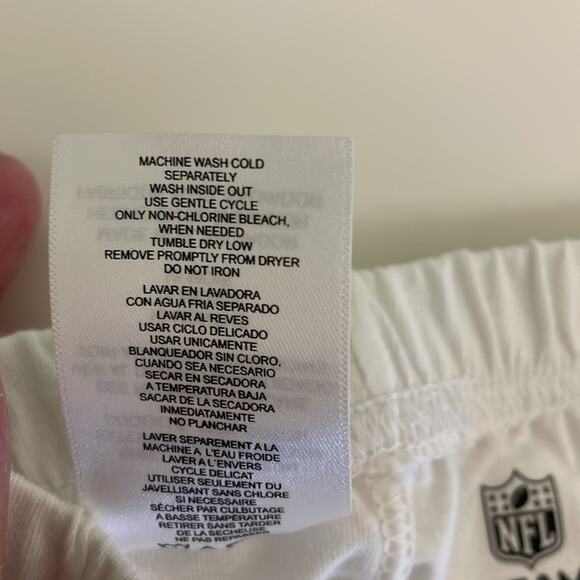 MACHINE WASH COLD
SEPARATELY
WASH INSIDE OUT
USE GENTLE CYCLE
ONLY NON-CHLORINE BLEACH,
WHEN NEEDED
TUMBLE DRY LOW
REMOVE PROMPTLY FROM DRYER
DO NOT IRON
LAVAR EN LAVADORA
CON AGUA FRIA SEPARADO
LAVAR AL REVES
USAR CICLO DELICADO
USAR UNICAMENTE
BLANQUEADOR SIN CLORO,
CUANDO SEA NECESARIO
SECAR EN SECADORA
A TEMPERATURA BAJA
SACAR DE LA SECADORA
INMEDIATAMENTE
NO PLANCHAR
LAVER SEPAREMENT A LA
MACHINE A L'EAU FROIDE
LAVER A L'ENVERS
CYCLE DELICAT
UTILISER SEULEMENT DU
JAVELLISANT SANS CHLORE
SI NECESSAIRE
SÉCHER PAR CULBUTAGE
A BASSE TEMPÉRATURE
RETIRER SANS TARDER
DE LA SECHEUSE
NE PAS REPASSER
NFL